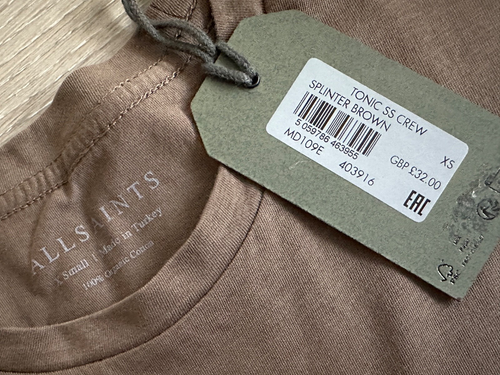 ALLSAINTS
X Small | Made in Turkey
100% Organic Cotton
TONIC SS CREW
SPLINTER BROWN
XS
5 059786 463955
GBP £32.00
MD109E 403916
EAC